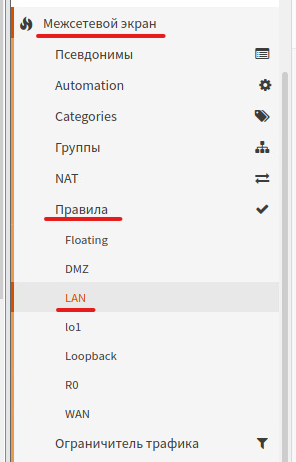 Межсетевой экран
Псевдонимы
Automation
Categories
Группы
NAT
Правила
Floating
DMZ
LAN
lo1
Loopback
R0
WAN
Ограничитель трафика